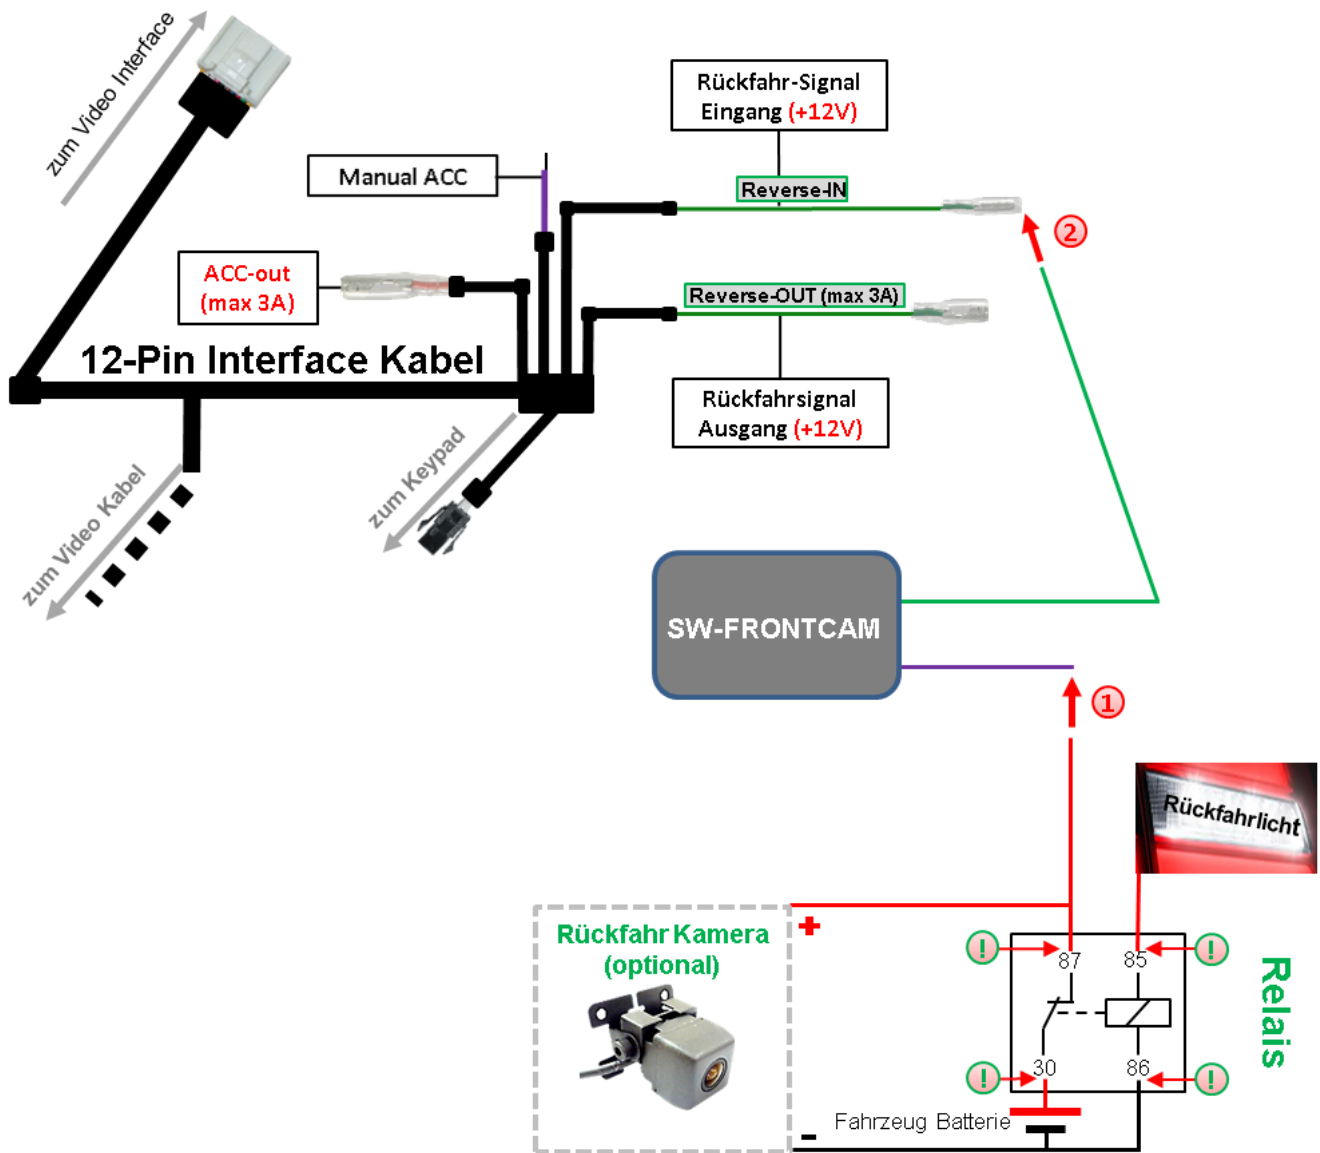 zum Video Interface
Rückfahr-Signal
Eingang (+12V)
Manual ACC
Reverse-IN
2
ACC-out
(max 3A)
Reverse-OUT (max 3A)
12-Pin Interface Kabel
Rückfahrsignal
Ausgang (+12V)
zum Keypad
zum Video Kabel
SW-FRONTCAM
1
Rückfahrlicht
Rückfahr Kamera
(optional)
+
!
87
85
!
Relais
!
30
86
!
Fahrzeug Batterie
-